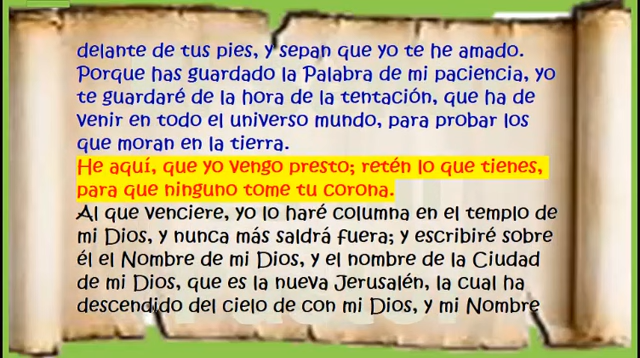 delante de tus pies, y sepan que yo te he amado.
Porque has guardado la Palabra de mi paciencia, yo
te guardaré de la hora de la tentación, que ha de
venir en todo el universo mundo, para probar los
que moran en la tierra.
He aquí, que yo vengo presto; retén lo que tienes,
para que ninguno tome tu corona.
Al que venciere, yo lo haré columna en el templo de
mi Dios, y nunca más saldrá fuera; y escribiré sobre
él el Nombre de mi Dios, y el nombre de la Ciudad
de mi Dios, que es la nueva Jerusalén, la cual ha
descendido del cielo de con mi Dios, y mi Nombre